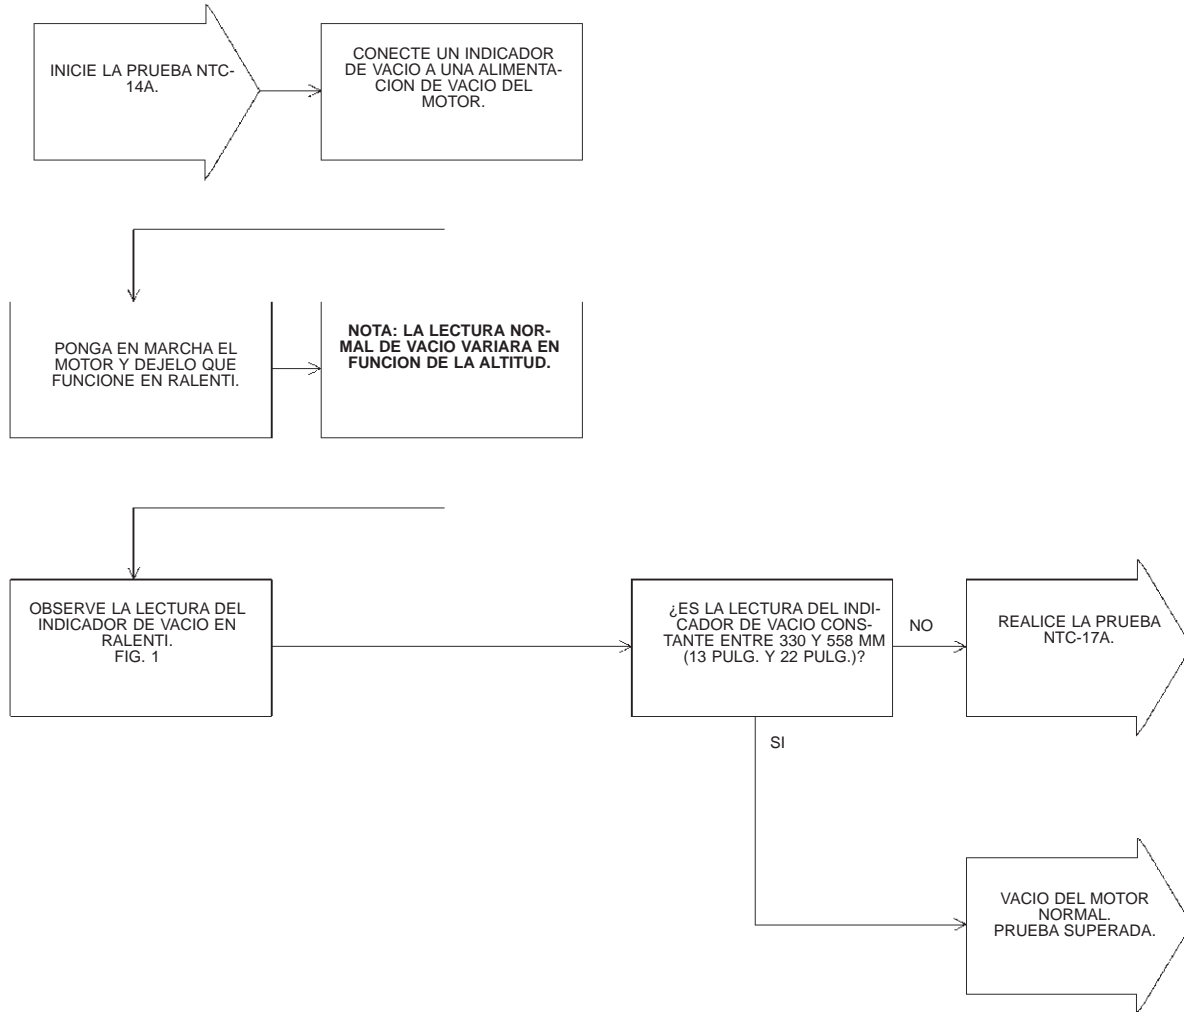 INICIE LA PRUEBA NTC-
14A.
CONECTE UN INDICADOR
DE VACIO A UNA ALIMENTA-
CION DE VACIO DEL
MOTOR.
PONGA EN MARCHA EL
MOTOR Y DEJELO QUE
FUNCIONE EN RALENTI.
NOTA: LA LECTURA NOR-
MAL DE VACIO VARIARA EN
FUNCION DE LA ALTITUD.
OBSERVE LA LECTURA DEL
INDICADOR DE VACIO EN
RALENTI.
FIG. 1
¿ES LA LECTURA DEL INDI-
CADOR DE VACIO CONS-
TANTE ENTRE 330 Y 558 MM
(13 PULG. Y 22 PULG.)?
NO
REALICE LA PRUEBA
NTC-17A.
SI
VACIO DEL MOTOR
NORMAL.
PRUEBA SUPERADA.